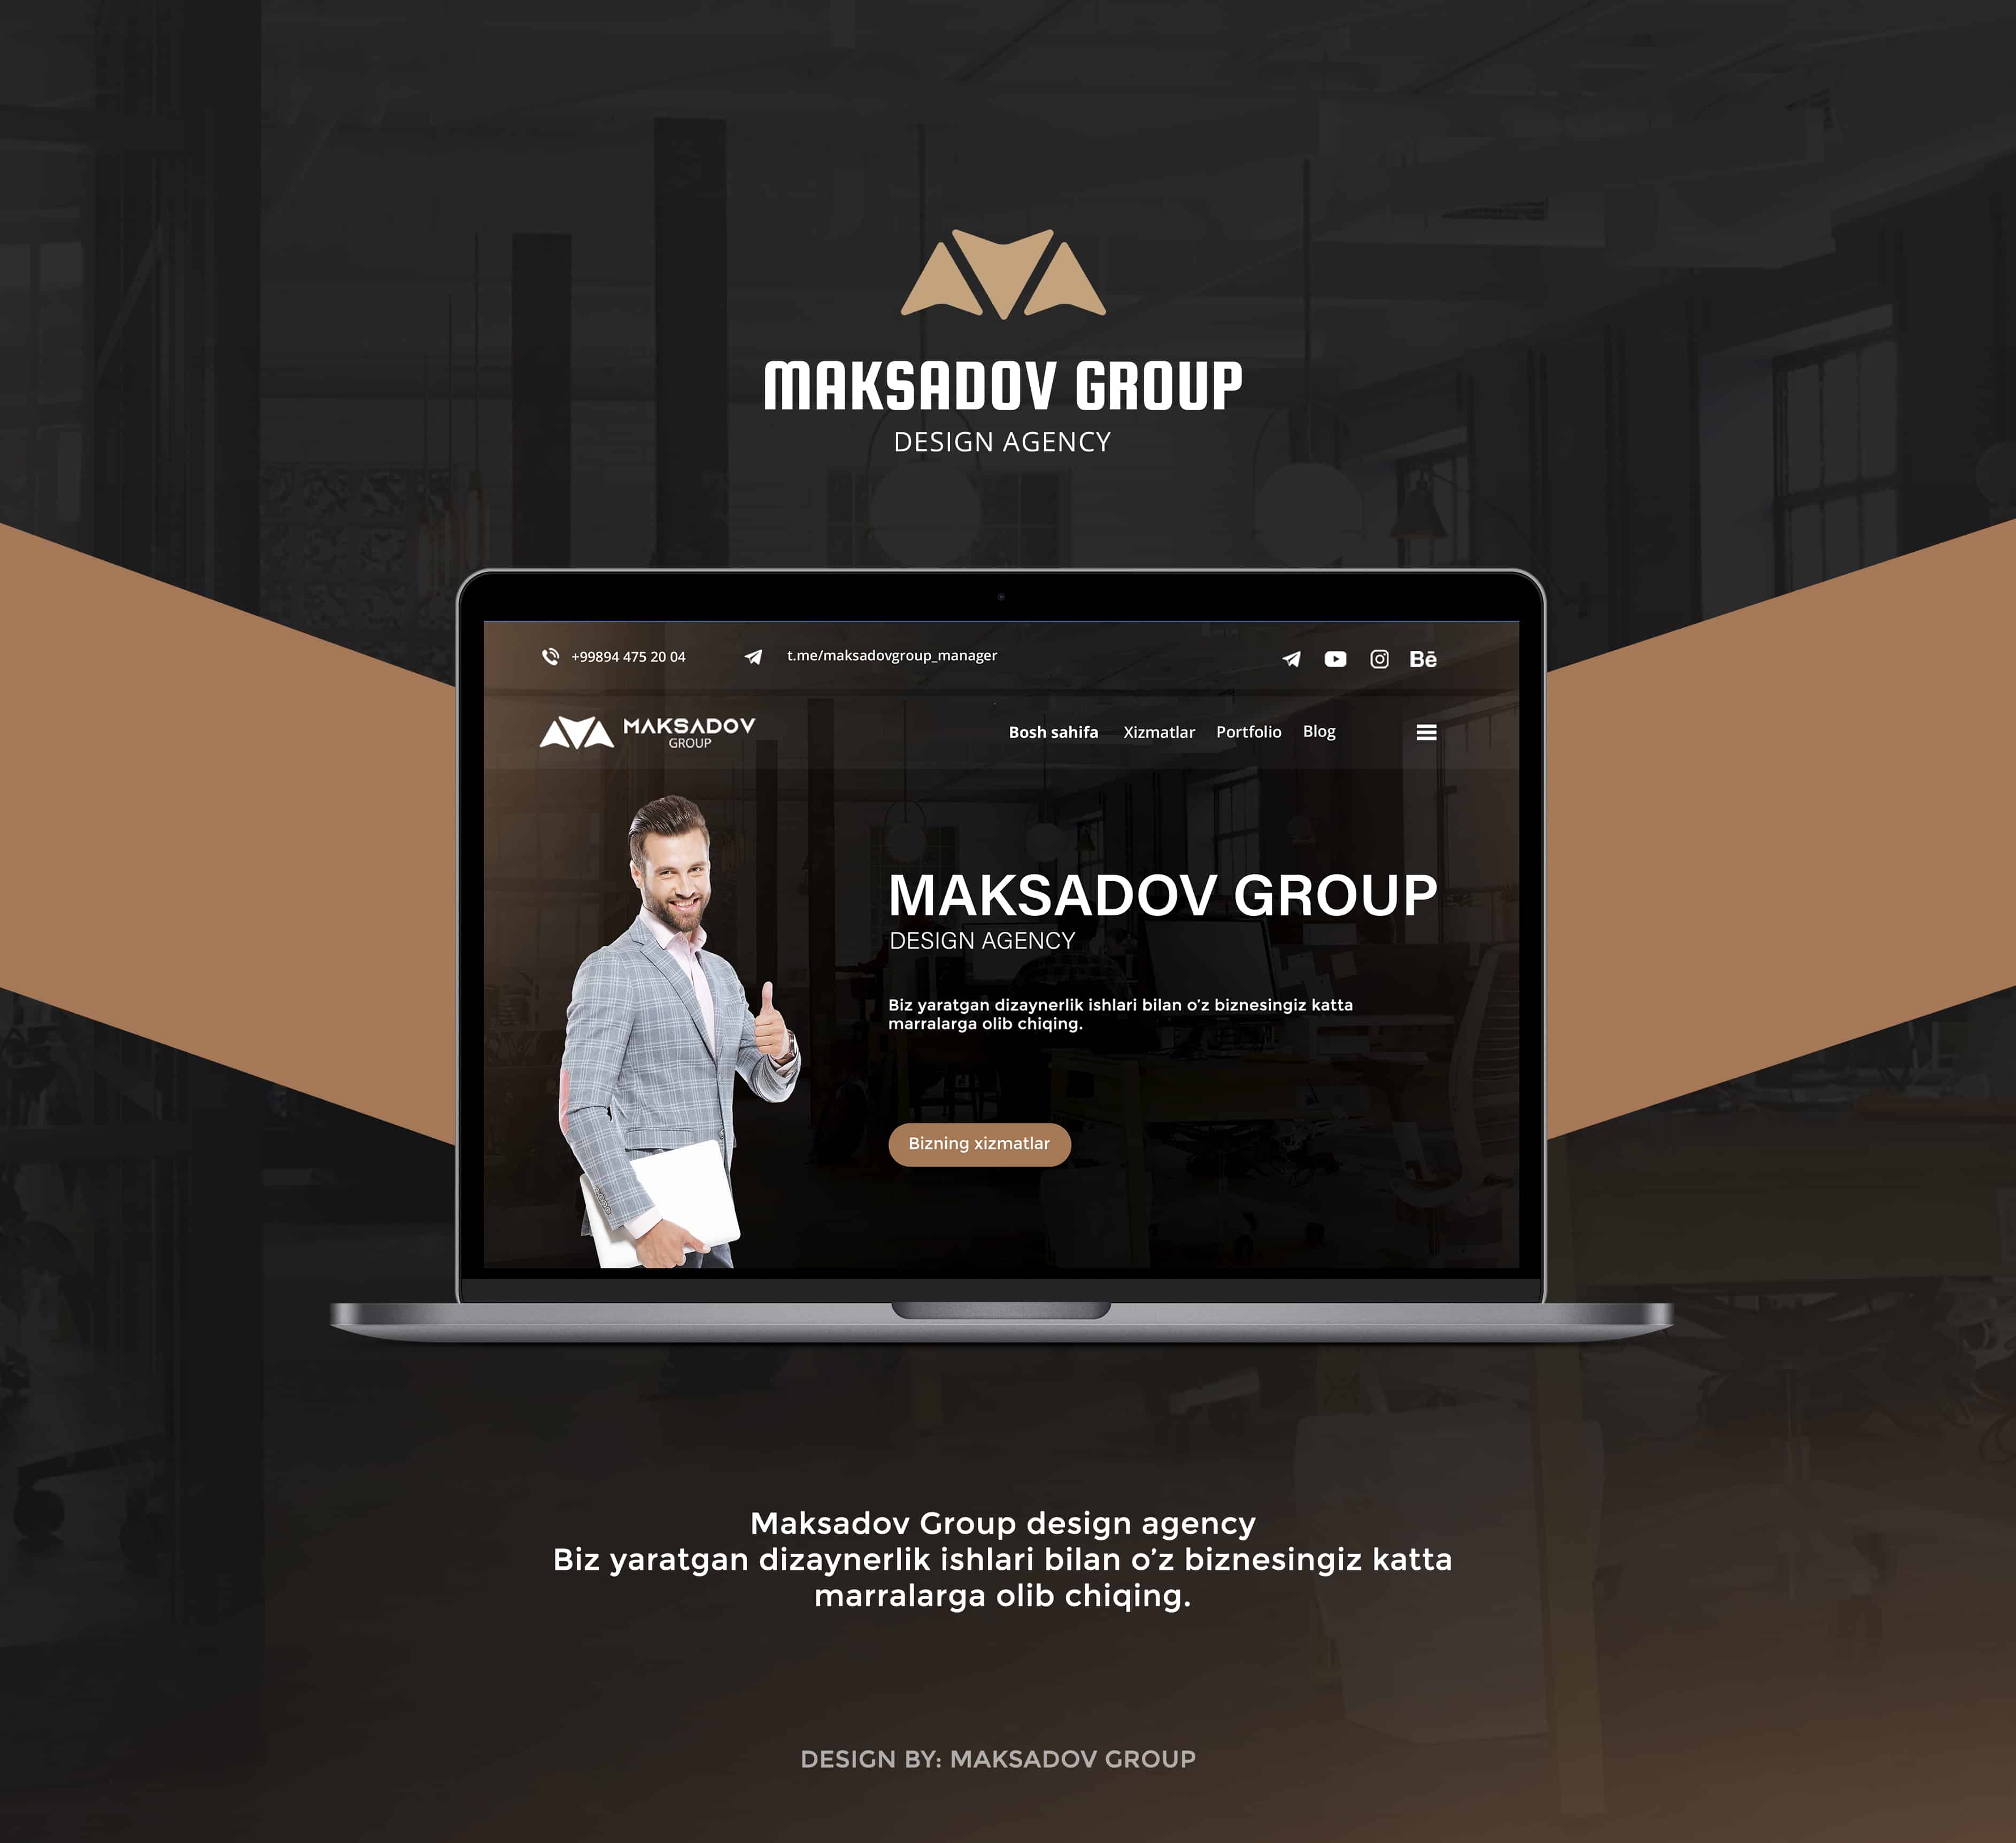 MAKSADOV GROUP
DESIGN AGENCY
+99894 475 20 04
t.me/maksadovgroup_manager
Bē
MAKSADOV
GROUP
Bosh sahifa Xizmatlar Portfolio Blog
MAKSADOV GROUP
DESIGN AGENCY
Biz yaratgan dizaynerlik ishlari bilan o’z biznesingiz katta
marralarga olib chiqing.
Bizning xizmatlar
Maksadov Group design agency
Biz yaratgan dizaynerlik ishlari bilan o’z biznesingiz katta
marralarga olib chiqing.
DESIGN BY: MAKSADOV GROUP